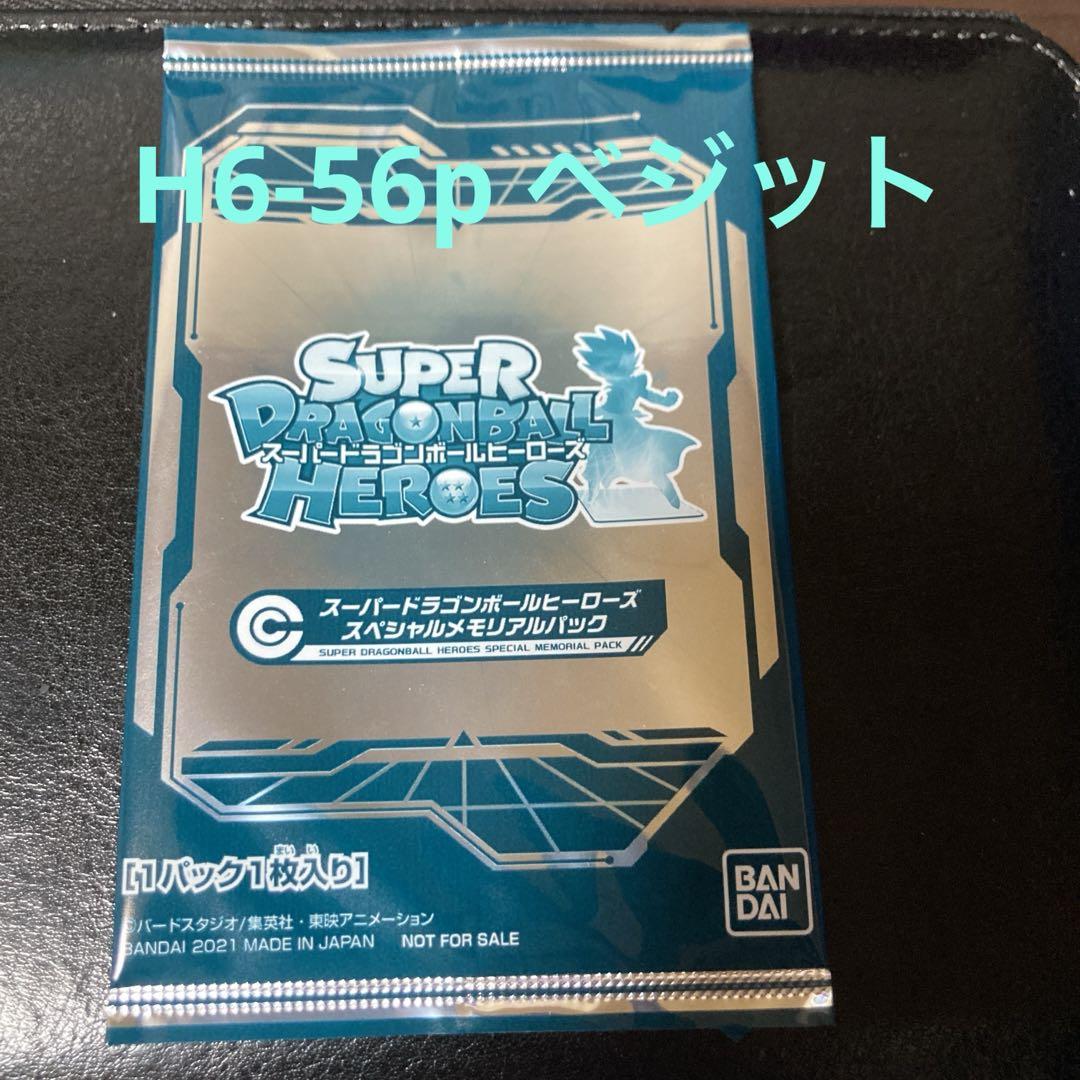 H6-56p ベジット
SUPER
DRAGONBALL
スーパードラゴンボールヒーローズ
HEROES
C
スーパードラゴンボールヒーローズ
スペシャルメモリアルパック
SUPER DRAGONBALL HEROES SPECIAL MEMORIAL PACK
まい い
[1パック1枚入り]
©バードスタジオ/集英社・東映アニメーション
BANDAI 2021 MADE IN JAPAN NOT FOR SALE
BAN
DAI